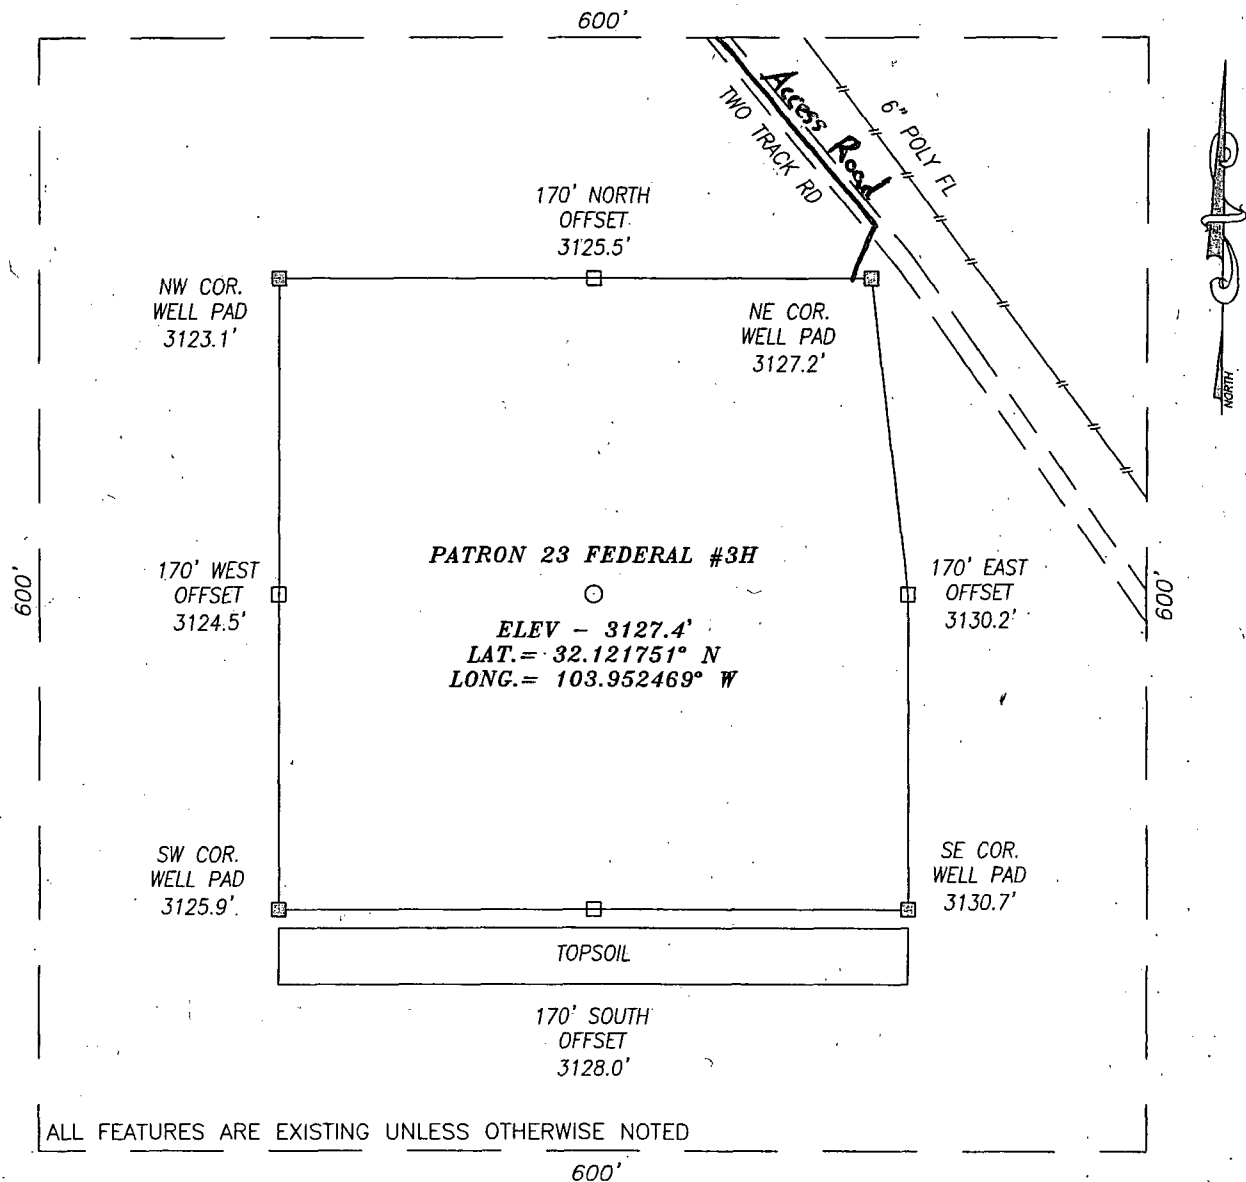 600'
Access Road
TWO TRACK RD
6" POLY FL
170' NORTH
OFFSET
3125.5'
NW COR.
WELL PAD
3123.1'
NE COR.
WELL PAD
3127.2'
NORTH
PATRON 23 FEDERAL #3H
ELEV - 3127.4'
LAT.= 32.121751° N
LONG.= 103.952469° W
600'
170' WEST
OFFSET
3124.5'
170' EAST
OFFSET
3130.2'
600'
SW COR.
WELL PAD
3125.9'
SE COR.
WELL PAD
3130.7'
TOPSOIL
170' SOUTH
OFFSET
3128.0'
ALL FEATURES ARE EXISTING UNLESS OTHERWISE NOTED
600'